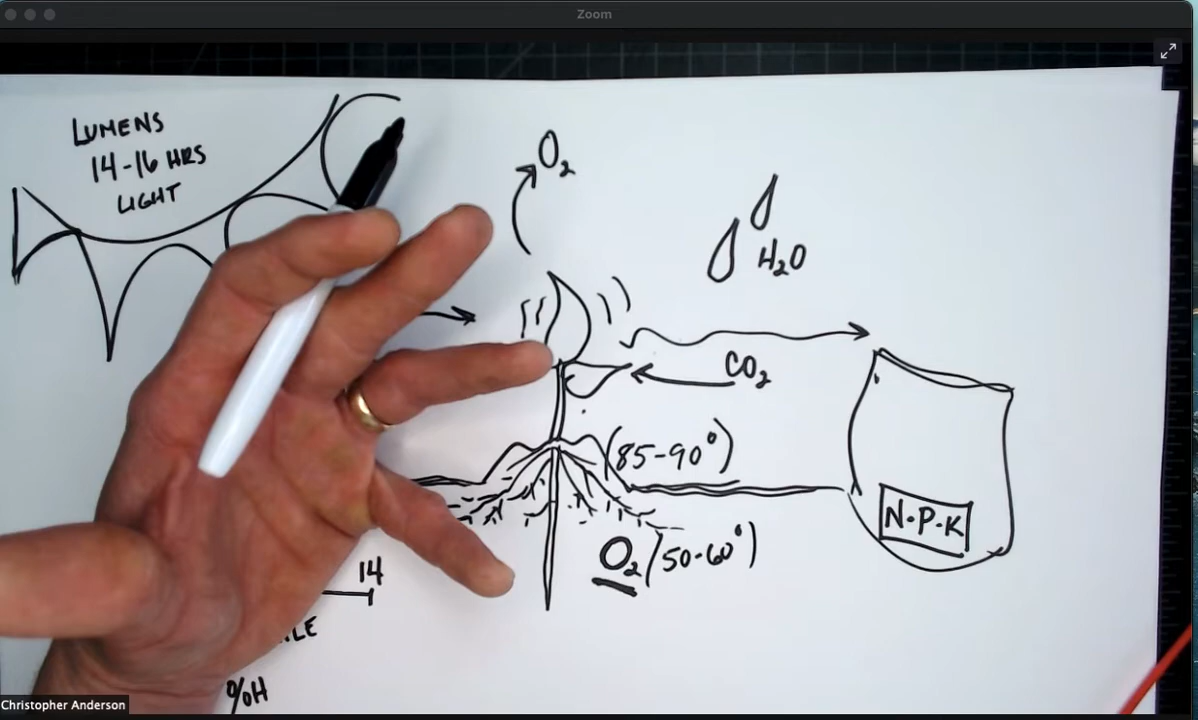 Zoom
LUMENS
14-16 HRS
LIGHT
O₂
H₂O
CO₂
(85-90°)
N·P·K
O₂ (50-60°)
14
%H
Christopher Anderson